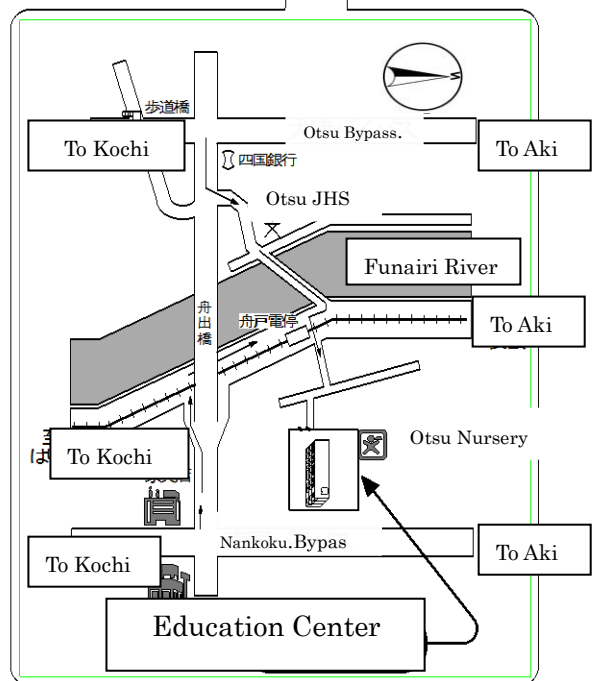 歩道橋
To Kochi
Otsu Bypass.
To Aki
四国銀行
Otsu JHS
Funairi River
舟出橋
舟戸電停
To Aki
To Kochi
Otsu Nursery
To Kochi
Nankoku.Bypas
To Aki
Education Center